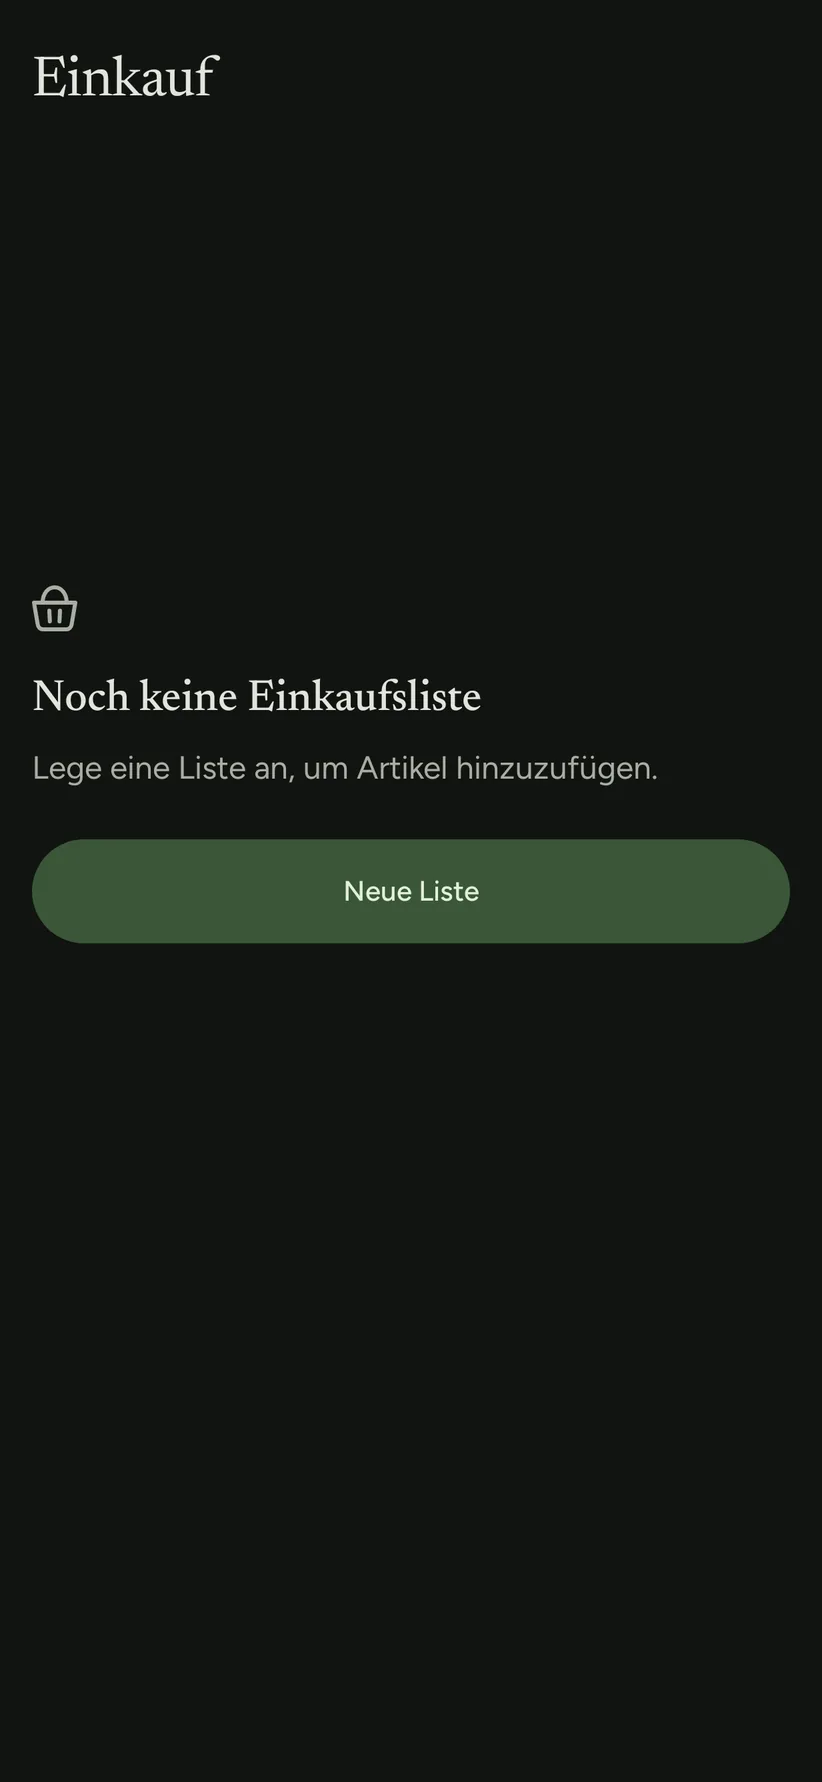 Einkauf
Noch keine Einkaufsliste
Lege eine Liste an, um Artikel hinzuzufügen.
Neue Liste